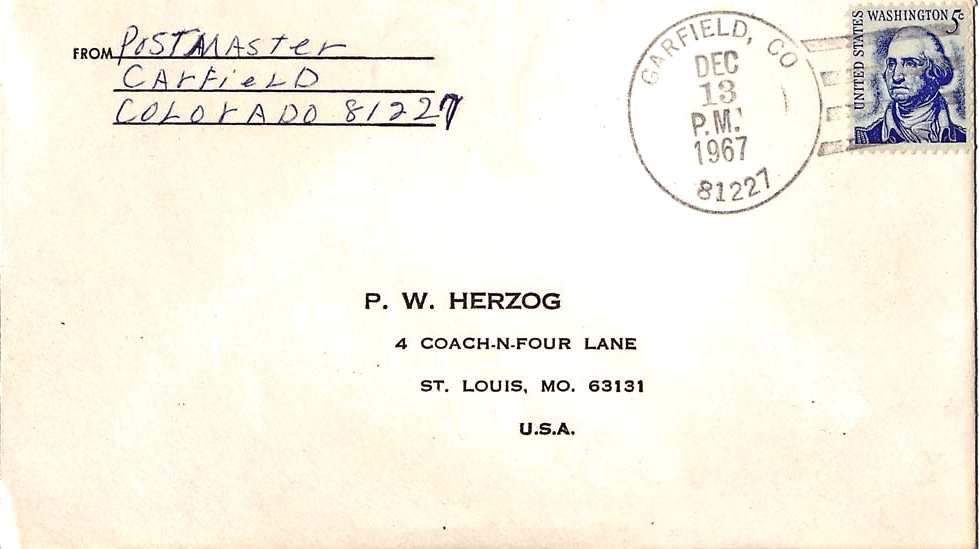 FROM POSTMASTER
CARFIELD
COLORADO 81227
GARFIELD, CO
DEC
13
P.M.
1967
81227
UNITED STATES
WASHINGTON 5c
P. W. HERZOG
4 COACH-N-FOUR LANE
ST. LOUIS, MO. 63131
U.S.A.